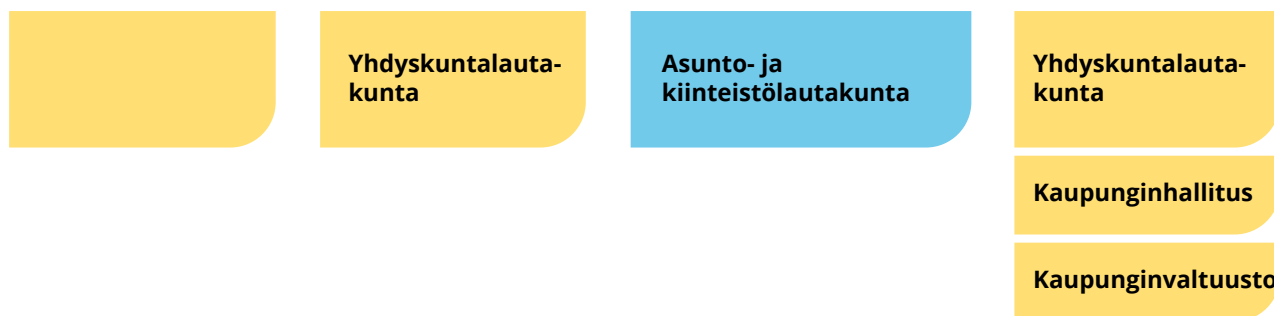 Yhdyskuntalauta-
kunta
Asunto- ja
kiinteistölautakunta
Yhdyskuntalauta-
kunta
Kaupunginhallitus
Kaupunginvaltuusto